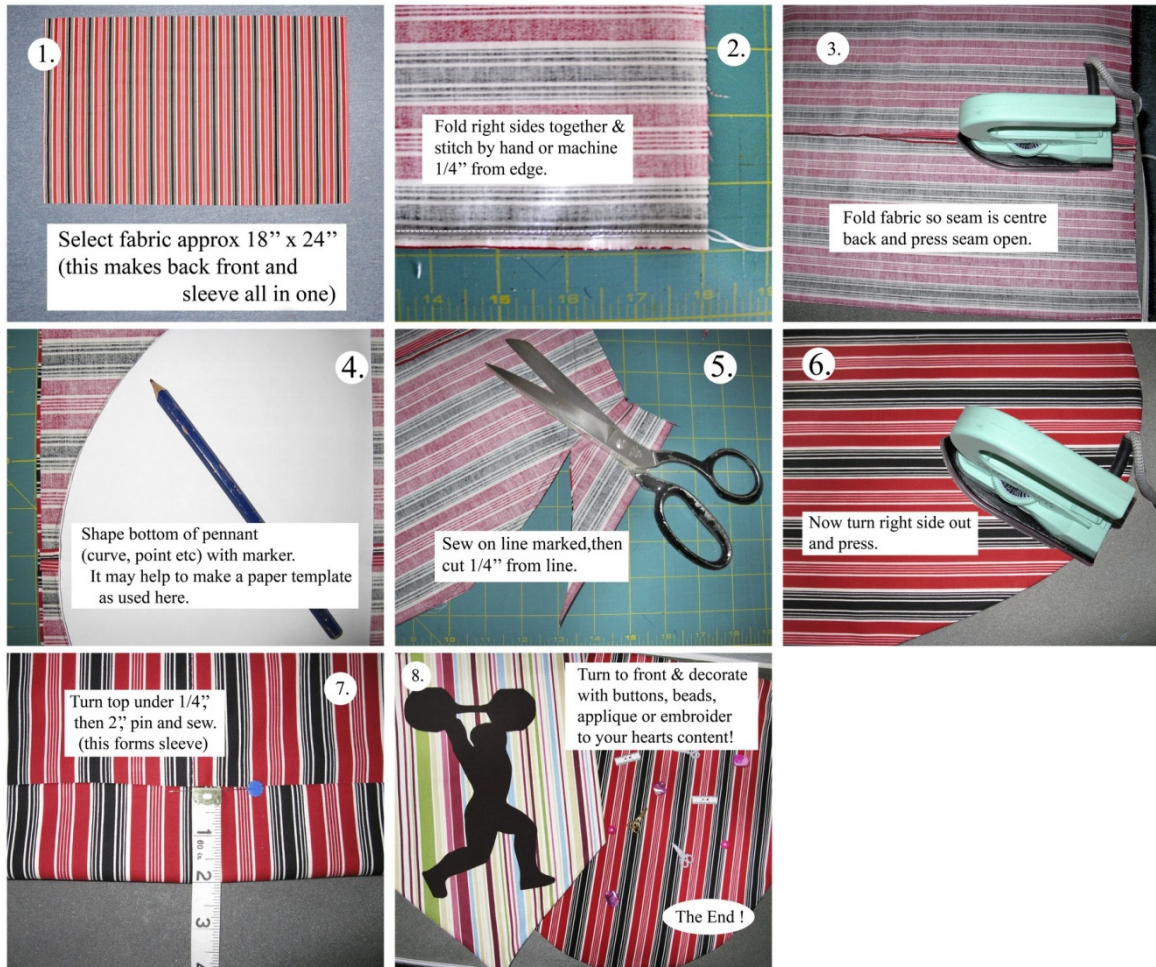 1.
Select fabric approx 18” x 24”
(this makes back front and
sleeve all in one)
2.
Fold right sides together &
stitch by hand or machine
1/4” from edge.
14 15 16 17 18 19
3.
Fold fabric so seam is centre
back and press seam open.
4.
Shape bottom of pennant
(curve, point etc) with marker.
It may help to make a paper template
as used here.
5.
Sew on line marked,then
cut 1/4” from line.
6.
Now turn right side out
and press.
7.
Turn top under 1/4”,
then 2”, pin and sew.
(this forms sleeve)
1
2
3
8.
Turn to front & decorate
with buttons, beads,
applique or embroider
to your hearts content!
The End !